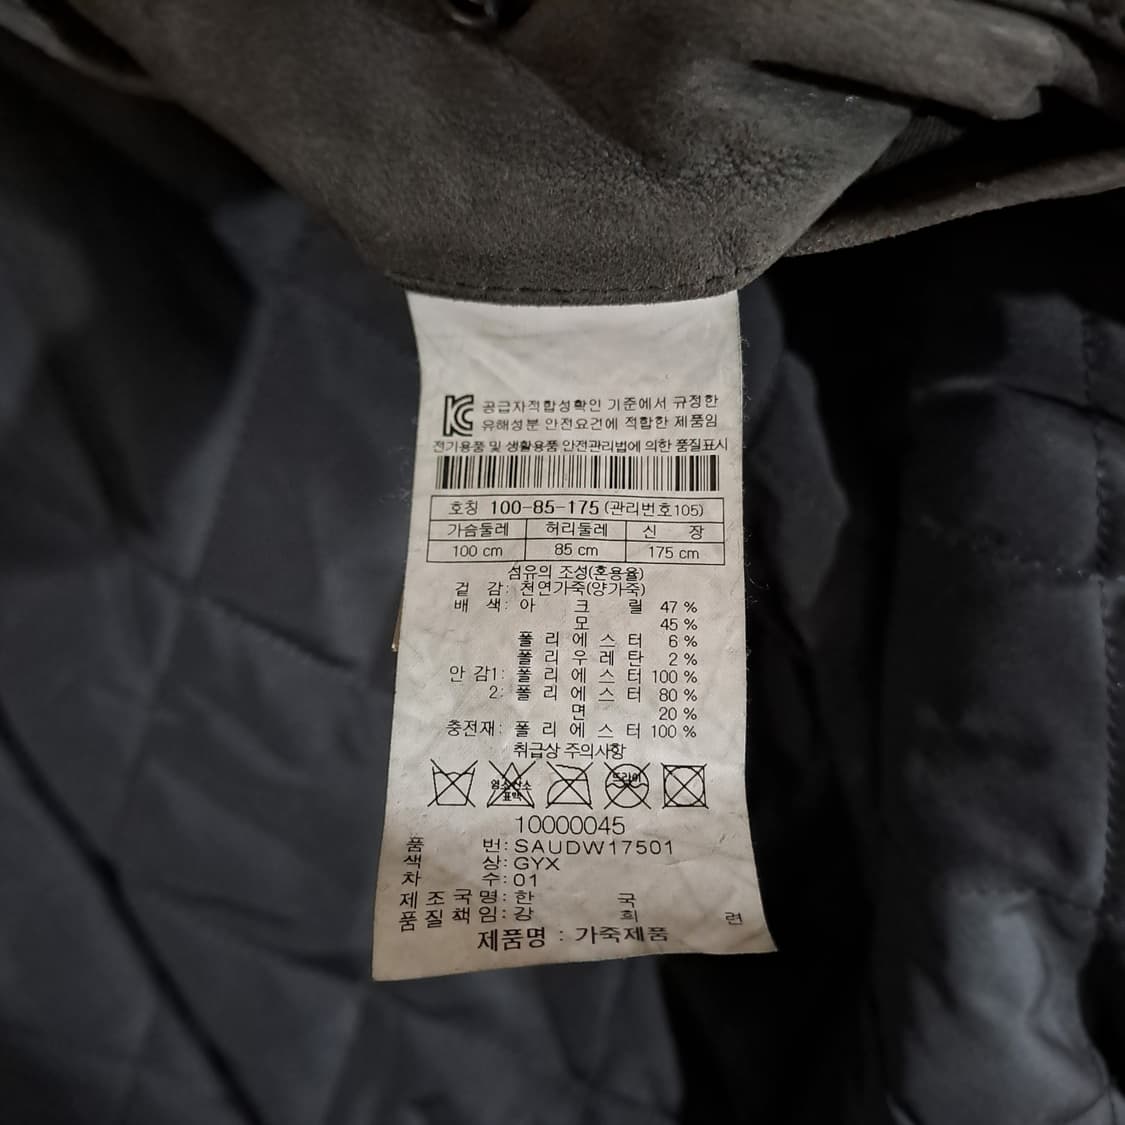 공급자적합성확인 기준에서 규정한
유해성분 안전요건에 적합한 제품임
전기용품 및 생활용품 안전관리법에 의한 품질표시
호칭 100-85-175 (관리번호105)
가슴둘레 허리둘레 신 장
100 cm 85 cm 175 cm
섬유의 조성(혼용율)
겉 감: 천연가죽(양가죽)
배 색: 아 크 릴 47 %
모 45 %
폴 리 에 스 터 6 %
폴 리 우 레 탄 2 %
안 감1: 폴 리 에 스 터 100 %
2: 폴 리 에 스 터 80 %
면 20 %
충전재: 폴 리 에 스 터 100 %
취급상 주의사항
염소산소 드라이
표백
10000045
품 번: SAUDW17501
색 상: GYX
차 수: 01
제 조 국 명: 한 국
품 질 책 임: 강 희 련
제품명 : 가죽제품